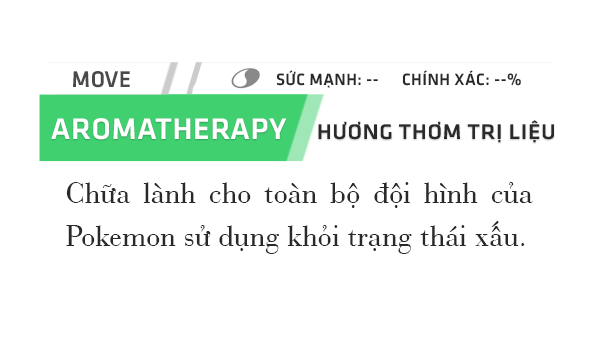 MOVE SỨC MẠNH: -- CHÍNH XÁC: --%
AROMATHERAPY HƯƠNG THƠM TRỊ LIỆU
Chữa lành cho toàn bộ đội hình của
Pokemon sử dụng khỏi trạng thái xấu.